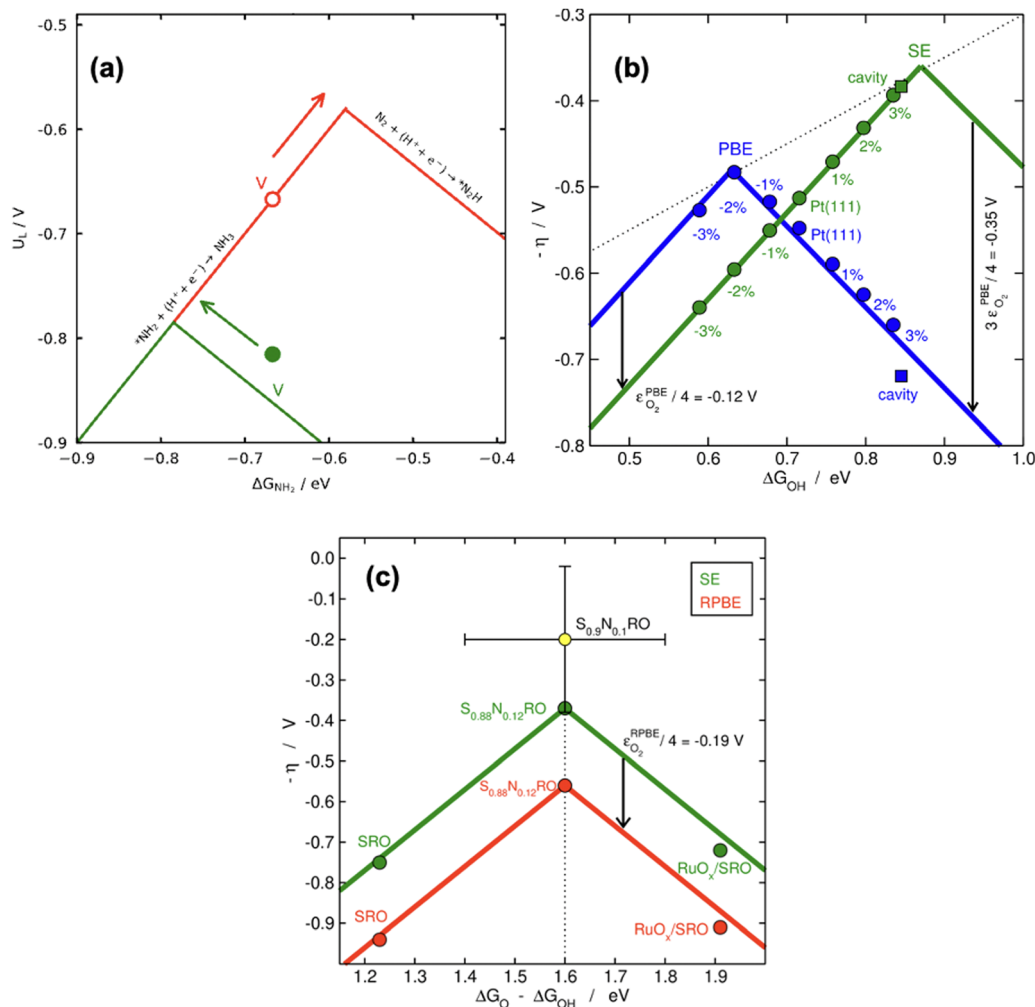 (a)
-0.5
-0.6
-0.7
-0.8
-0.9
U_L / V
*NH₂ + (H⁺+ e⁻) → NH₃
N₂ + (H⁺+ e⁻) → *N₂H
V
V
−0.9 −0.8 −0.7 −0.6 −0.5 −0.4
ΔG_NH₂ / eV
(b)
-0.3
-0.4
-0.5
-0.6
-0.7
-0.8
- η / V
SE
cavity
3%
2%
1%
Pt(111)
-1%
-2%
-3%
PBE
-1%
-2%
-3%
Pt(111)
1%
2%
3%
cavity
ε_O₂^PBE / 4 = -0.12 V
3 ε_O₂^PBE / 4 = -0.35 V
0.5 0.6 0.7 0.8 0.9 1.0
ΔG_OH / eV
(c)
0.0
-0.1
-0.2
-0.3
-0.4
-0.5
-0.6
-0.7
-0.8
-0.9
- η / V
SE
RPBE
S₀.₉N₀.₁RO
S₀.₈₈N₀.₁₂RO
ε_O₂^RPBE / 4 = -0.19 V
S₀.₈₈N₀.₁₂RO
SRO
RuOₓ/SRO
SRO
RuOₓ/SRO
1.2 1.3 1.4 1.5 1.6 1.7 1.8 1.9
ΔG_O - ΔG_OH / eV